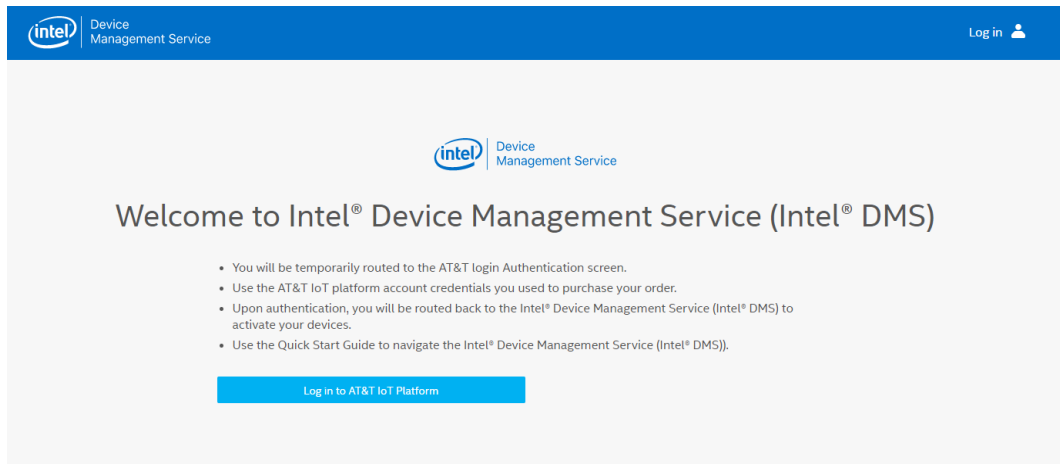 intel Device
Management Service
Log in
intel Device
Management Service
Welcome to Intel® Device Management Service (Intel® DMS)
• You will be temporarily routed to the AT&T login Authentication screen.
• Use the AT&T IoT platform account credentials you used to purchase your order.
• Upon authentication, you will be routed back to the Intel® Device Management Service (Intel® DMS) to
activate your devices.
• Use the Quick Start Guide to navigate the Intel® Device Management Service (Intel® DMS)).
Log in to AT&T IoT Platform